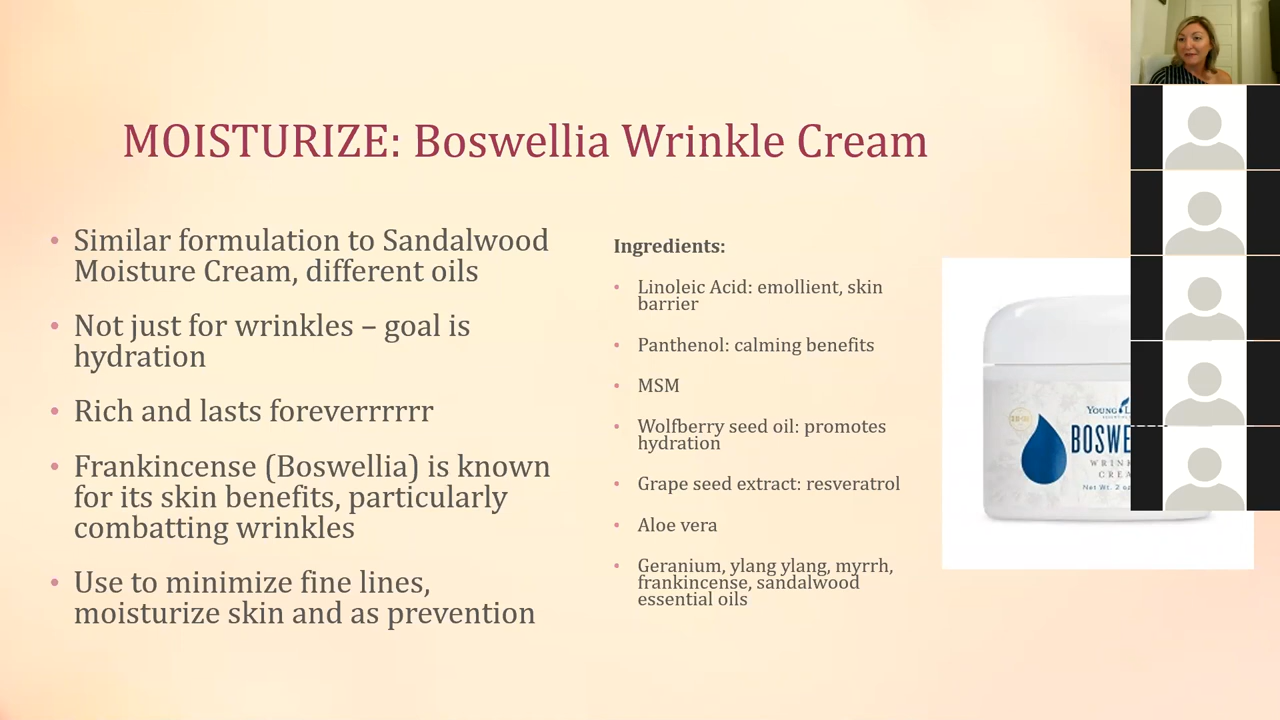 MOISTURIZE: Boswellia Wrinkle Cream
• Similar formulation to Sandalwood
Moisture Cream, different oils
• Not just for wrinkles – goal is
hydration
• Rich and lasts foreverrrrrr
• Frankincense (Boswellia) is known
for its skin benefits, particularly
combatting wrinkles
• Use to minimize fine lines,
moisturize skin and as prevention
Ingredients:
• Linoleic Acid: emollient, skin
barrier
• Panthenol: calming benefits
• MSM
• Wolfberry seed oil: promotes
hydration
• Grape seed extract: resveratrol
• Aloe vera
• Geranium, ylang ylang, myrrh,
frankincense, sandalwood
essential oils
YOUNG L
BOSWE
WRINK
CREA
Net Wt. 2 o